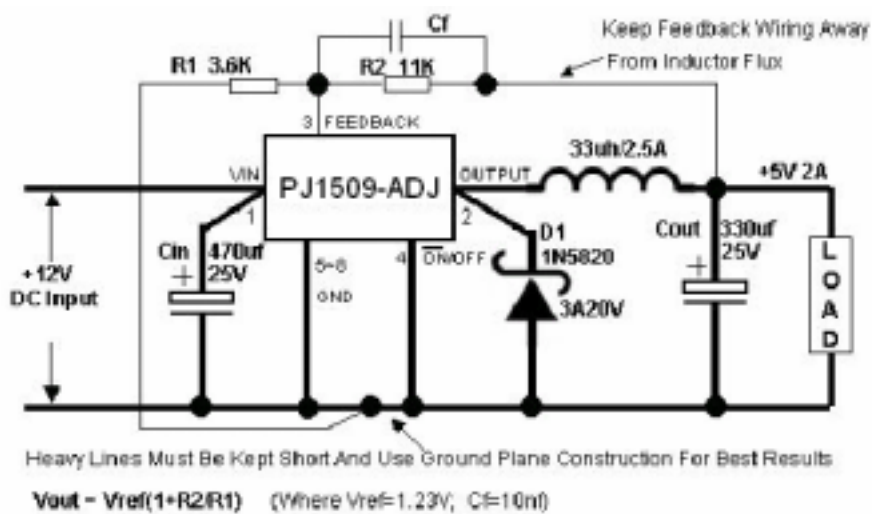 Cf
Keep Feedback Wiring Away
From Inductor Flux
R1 3.6K
R2 11K
3 FEEDBACK
33uh/2.5A
VIN
PJ1509-ADJ
OUTPUT
+5V 2A
1
2
Cin
470uf
25V
5~8
GND
4
ON/OFF
D1
1N5820
3A20V
Cout
330uf
25V
LOAD
+12V
DC Input
Heavy Lines Must Be Kept Short And Use Ground Plane Construction For Best Results
Vout = Vref(1+R2/R1) (Where Vref=1.23V; Cf=10nf)